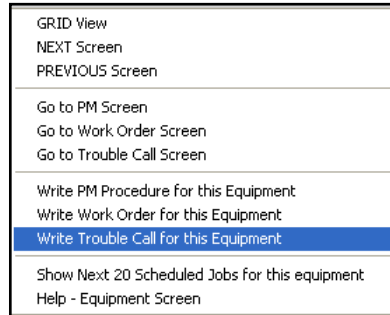 GRID View
NEXT Screen
PREVIOUS Screen
Go to PM Screen
Go to Work Order Screen
Go to Trouble Call Screen
Write PM Procedure for this Equipment
Write Work Order for this Equipment
Write Trouble Call for this Equipment
Show Next 20 Scheduled Jobs for this equipment
Help - Equipment Screen